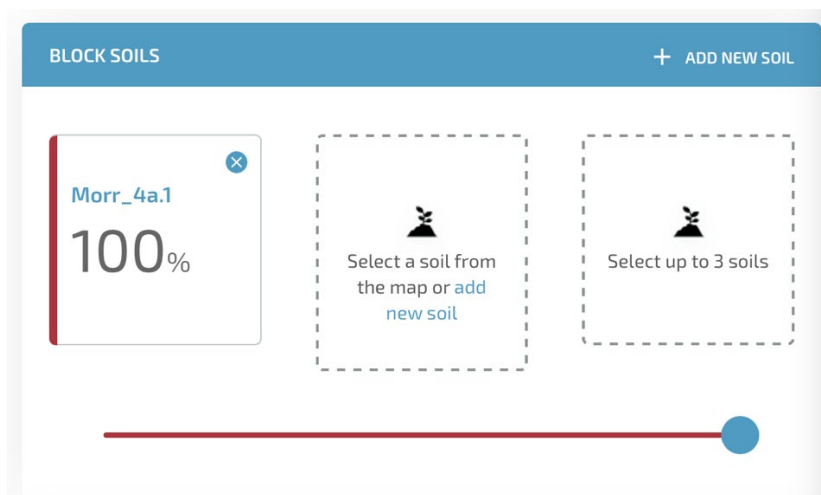 BLOCK SOILS
+ ADD NEW SOIL
Morr_4a.1
100%
Select a soil from
the map or add
new soil
Select up to 3 soils